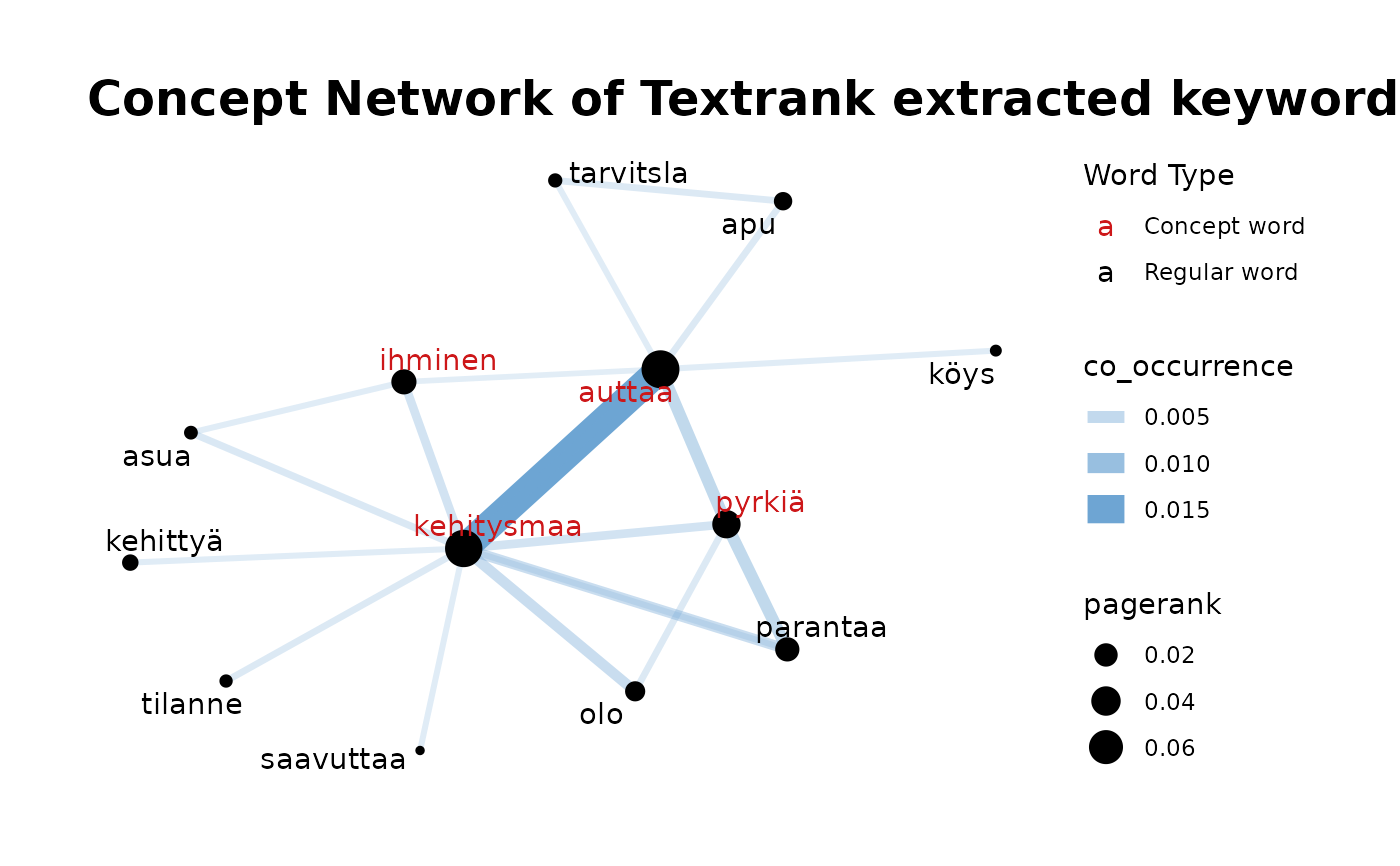 Concept Network of Textrank extracted keyword
tarvitsla
apu
ihminen
auttaa
köys
asua
kehitysmaa
pyrkiä
kehittyä
parantaa
tilanne
olo
saavuttaa
Word Type
a Concept word
a Regular word
co_occurrence
0.005
0.010
0.015
pagerank
0.02
0.04
0.06